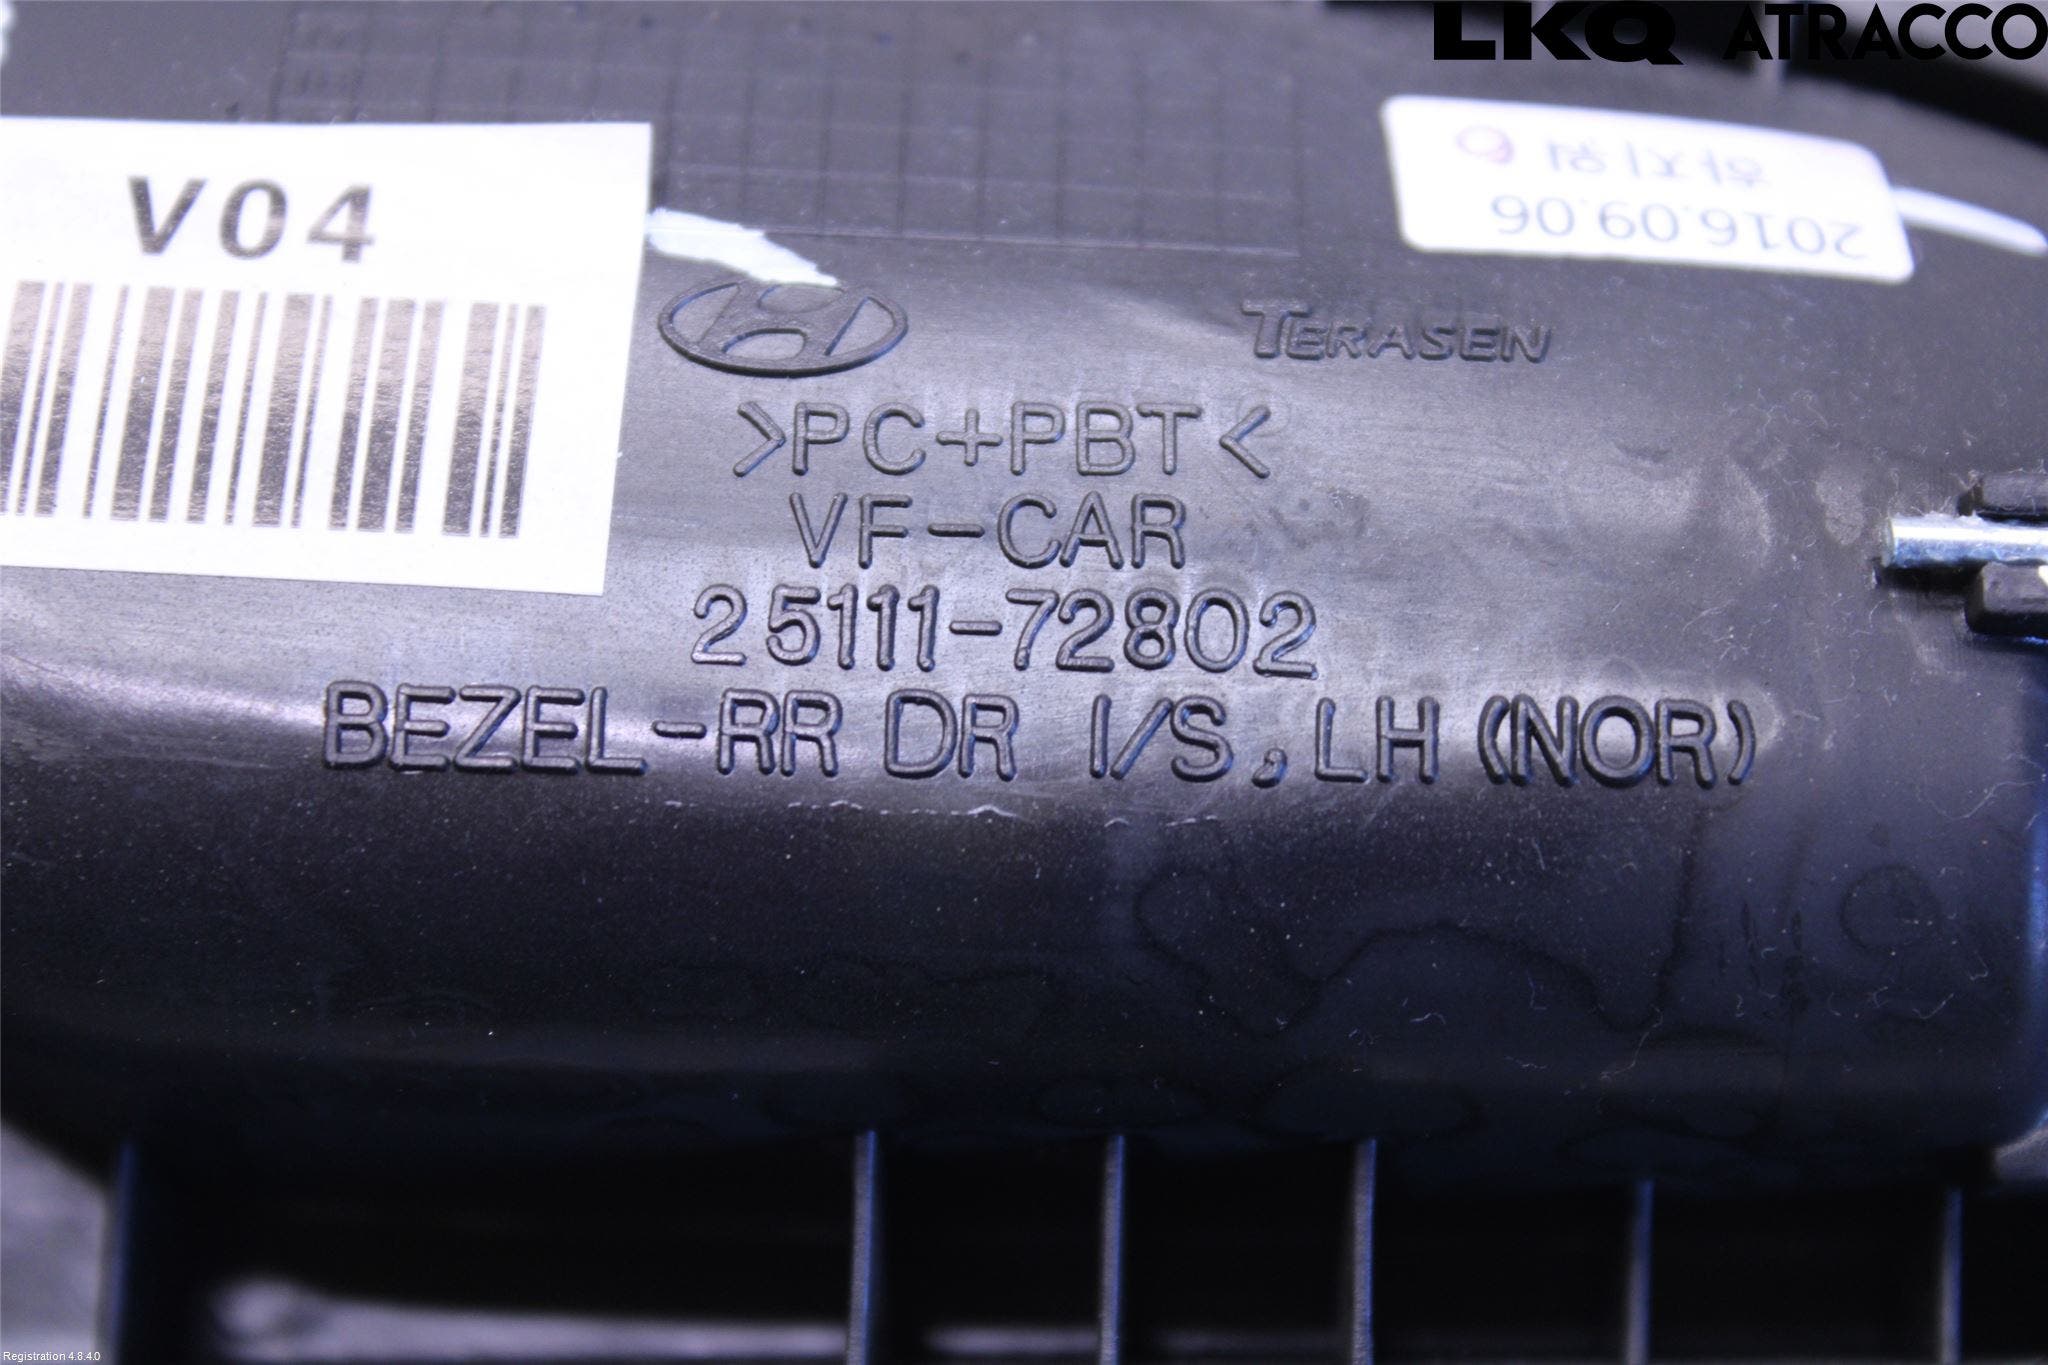 LKQ ATRACCO
2016.09.06
V04
TERASEN
>PC+PBT<
VF-CAR
25111-72802
BEZEL-RR DR I/S, LH (NOR)
Registration 4.8.4.0